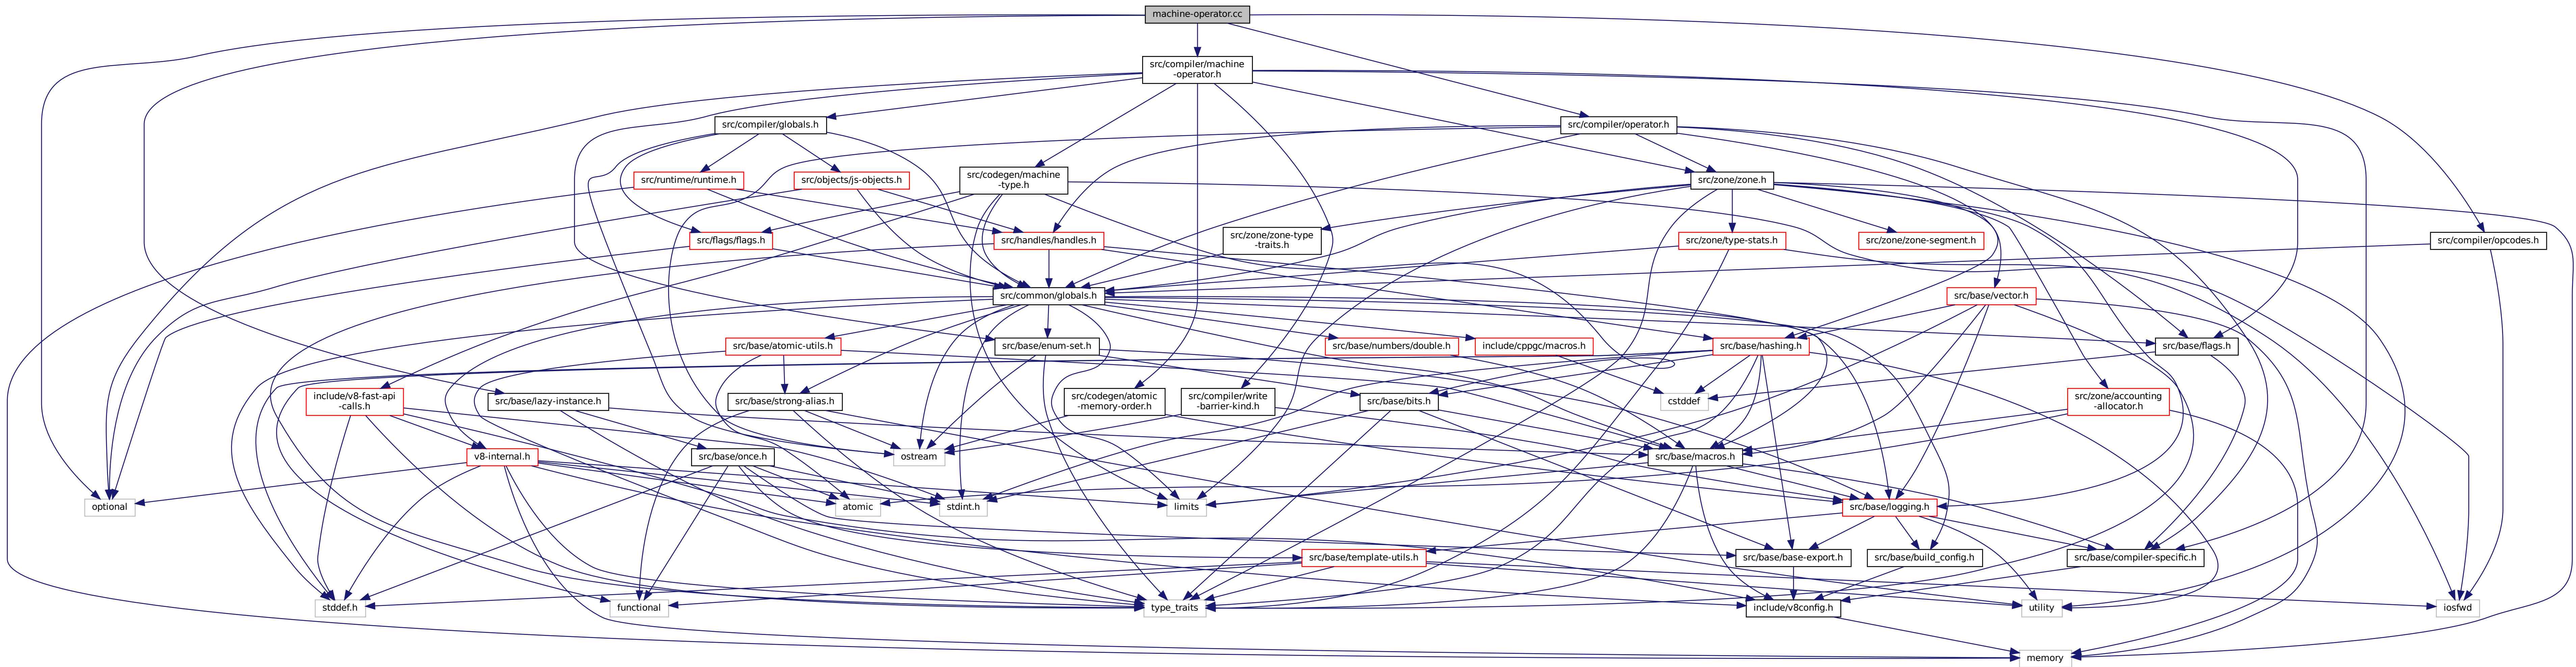 machine-operator.cc
src/compiler/machine
-operator.h
src/compiler/globals.h
src/compiler/operator.h
src/runtime/runtime.h
src/objects/js-objects.h
src/codegen/machine
-type.h
src/zone/zone.h
src/flags/flags.h
src/handles/handles.h
src/zone/zone-type
-traits.h
src/zone/type-stats.h
src/zone/zone-segment.h
src/compiler/opcodes.h
src/common/globals.h
src/base/vector.h
src/base/atomic-utils.h
src/base/enum-set.h
src/base/numbers/double.h
include/cppgc/macros.h
src/base/hashing.h
src/base/flags.h
include/v8-fast-api
-calls.h
src/base/lazy-instance.h
src/base/strong-alias.h
src/codegen/atomic
-memory-order.h
src/compiler/write
-barrier-kind.h
src/base/bits.h
cstddef
src/zone/accounting
-allocator.h
v8-internal.h
src/base/once.h
ostream
src/base/macros.h
optional
atomic
stdint.h
limits
src/base/logging.h
src/base/template-utils.h
src/base/base-export.h
src/base/build_config.h
src/base/compiler-specific.h
stddef.h
functional
type_traits
include/v8config.h
utility
iosfwd
memory